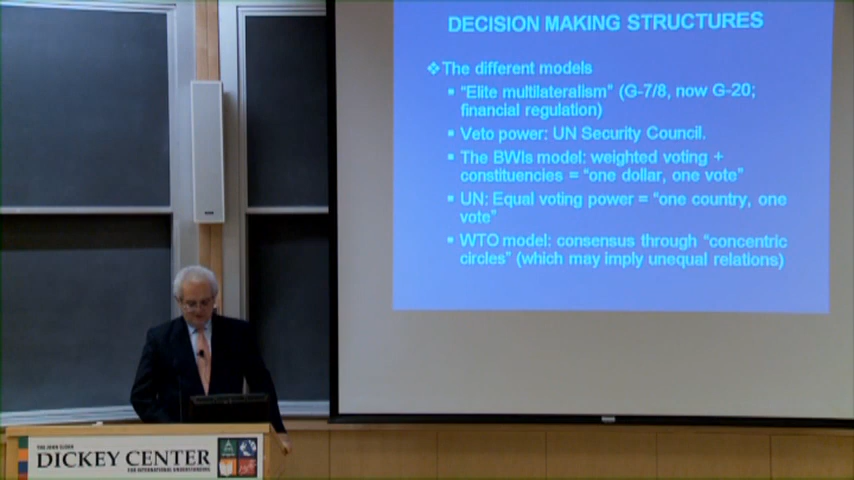 DECISION MAKING STRUCTURES
❖The different models
▪ “Elite multilateralism” (G-7/8, now G-20;
financial regulation)
▪ Veto power: UN Security Council.
▪ The BWIs model: weighted voting +
constituencies = “one dollar, one vote”
▪ UN: Equal voting power = “one country, one
vote”
▪ WTO model: consensus through “concentric
circles” (which may imply unequal relations)
THE JOHN SLOAN
DICKEY CENTER
FOR INTERNATIONAL UNDERSTANDING